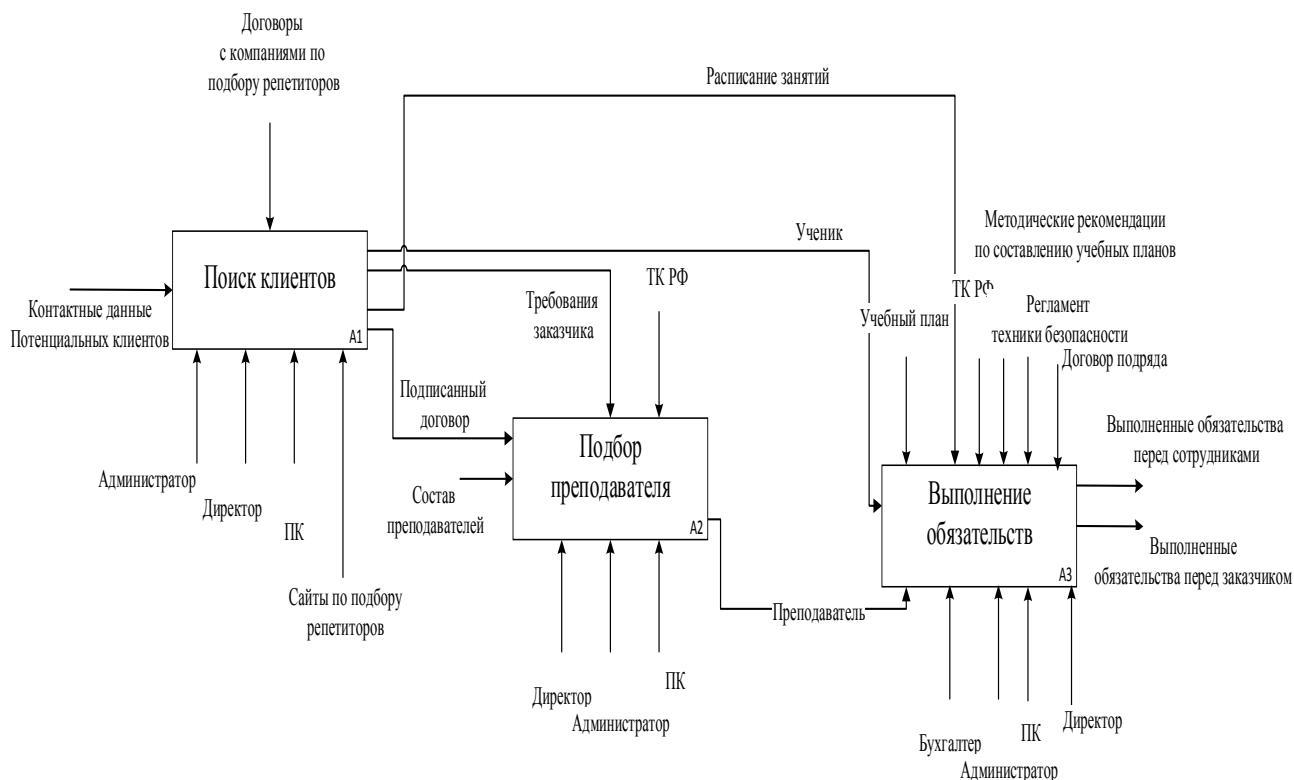 Договоры
с компаниями по
подбору репетиторов
Расписание занятий
Ученик
Методические рекомендации
по составлению учебных планов
Поиск клиентов
A1
ТК РФ
ТК РФ
Контактные данные
Потенциальных клиентов
Требования
заказчика
Учебный план
Регламент
техники безопасности
Договор подряда
Подписанный
договор
Подбор
преподавателя
A2
Выполненные обязательства
перед сотрудниками
Администратор
Директор
ПК
Состав
преподавателей
Выполнение
обязательств
A3
Выполненные
обязательства перед заказчиком
Сайты по подбору
репетиторов
Преподаватель
Директор
Администратор
ПК
Бухгалтер
Администратор
ПК
Директор